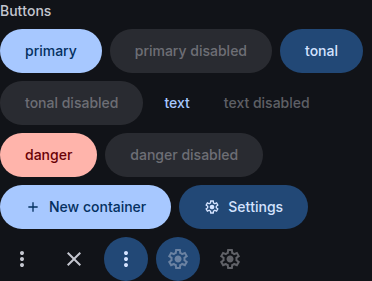 Buttons
primary primary disabled tonal
tonal disabled text text disabled
danger danger disabled
+ New container Settings